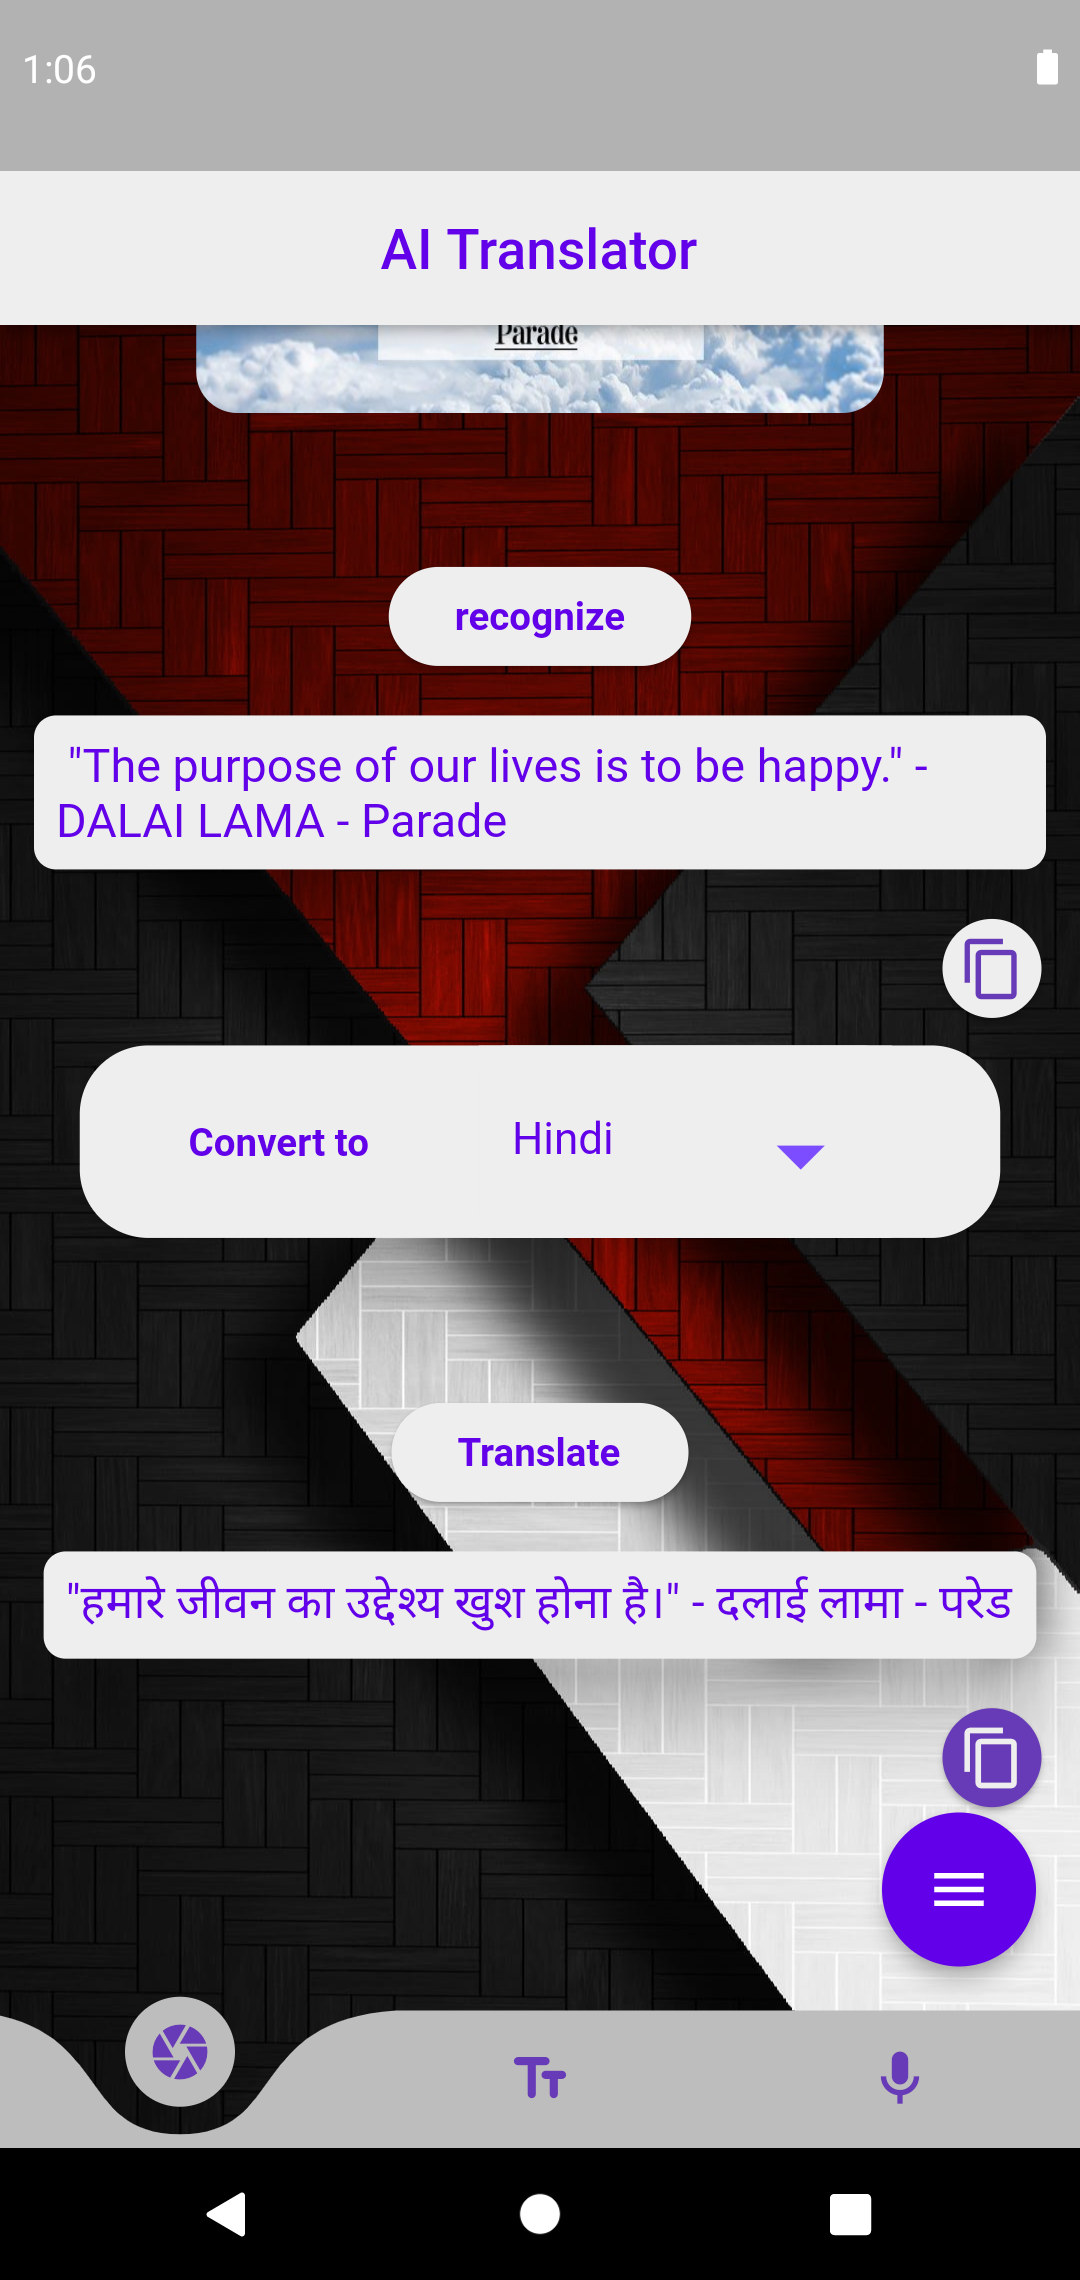 1:06
AI Translator
Parade
recognize
"The purpose of our lives is to be happy." -
DALAI LAMA - Parade
Convert to
Hindi
Translate
"हमारे जीवन का उद्देश्य खुश होना है।" - दलाई लामा - परेड
Tт